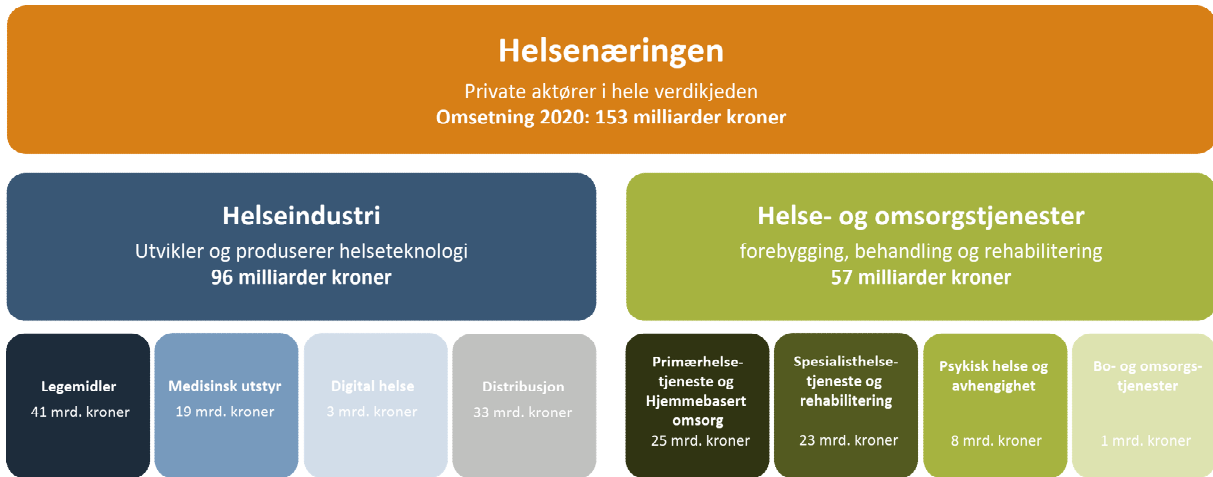 Helsenæringen
Private aktører i hele verdikjeden
Omsetning 2020: 153 milliarder kroner
Helseindustri
Utvikler og produserer helseteknologi
96 milliarder kroner
Helse- og omsorgstjenester
forebygging, behandling og rehabilitering
57 milliarder kroner
Legemidler
41 mrd. kroner
Medisinsk utstyr
19 mrd. kroner
Digital helse
3 mrd. kroner
Distribusjon
33 mrd. kroner
Primærhelse-
tjeneste og
Hjemmebasert
omsorg
25 mrd. kroner
Spesialisthelse-
tjeneste og
rehabilitering
23 mrd. kroner
Psykisk helse og
avhengighet
8 mrd. kroner
Bo- og omsorgs-
tjenester
1 mrd. kroner